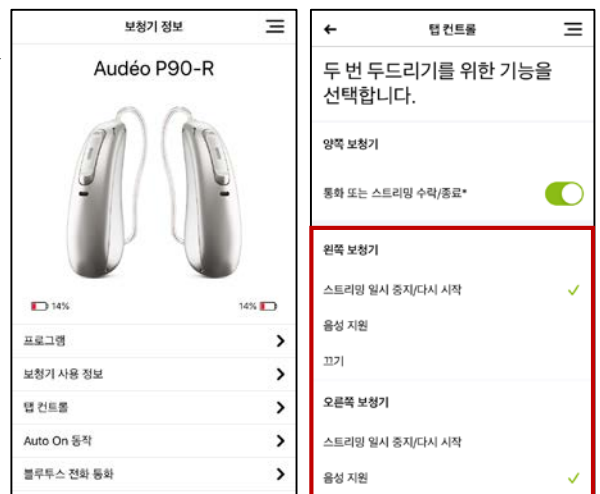 보청기 정보
Audéo P90-R
14%
14%
프로그램
보청기 사용 정보
탭 컨트롤
Auto On 동작
블루투스 전화 통화
탭 컨트롤
두 번 두드리기를 위한 기능을
선택합니다.
양쪽 보청기
통화 또는 스트리밍 수락/종료*
왼쪽 보청기
스트리밍 일시 중지/다시 시작
음성 지원
끄기
오른쪽 보청기
스트리밍 일시 중지/다시 시작
음성 지원